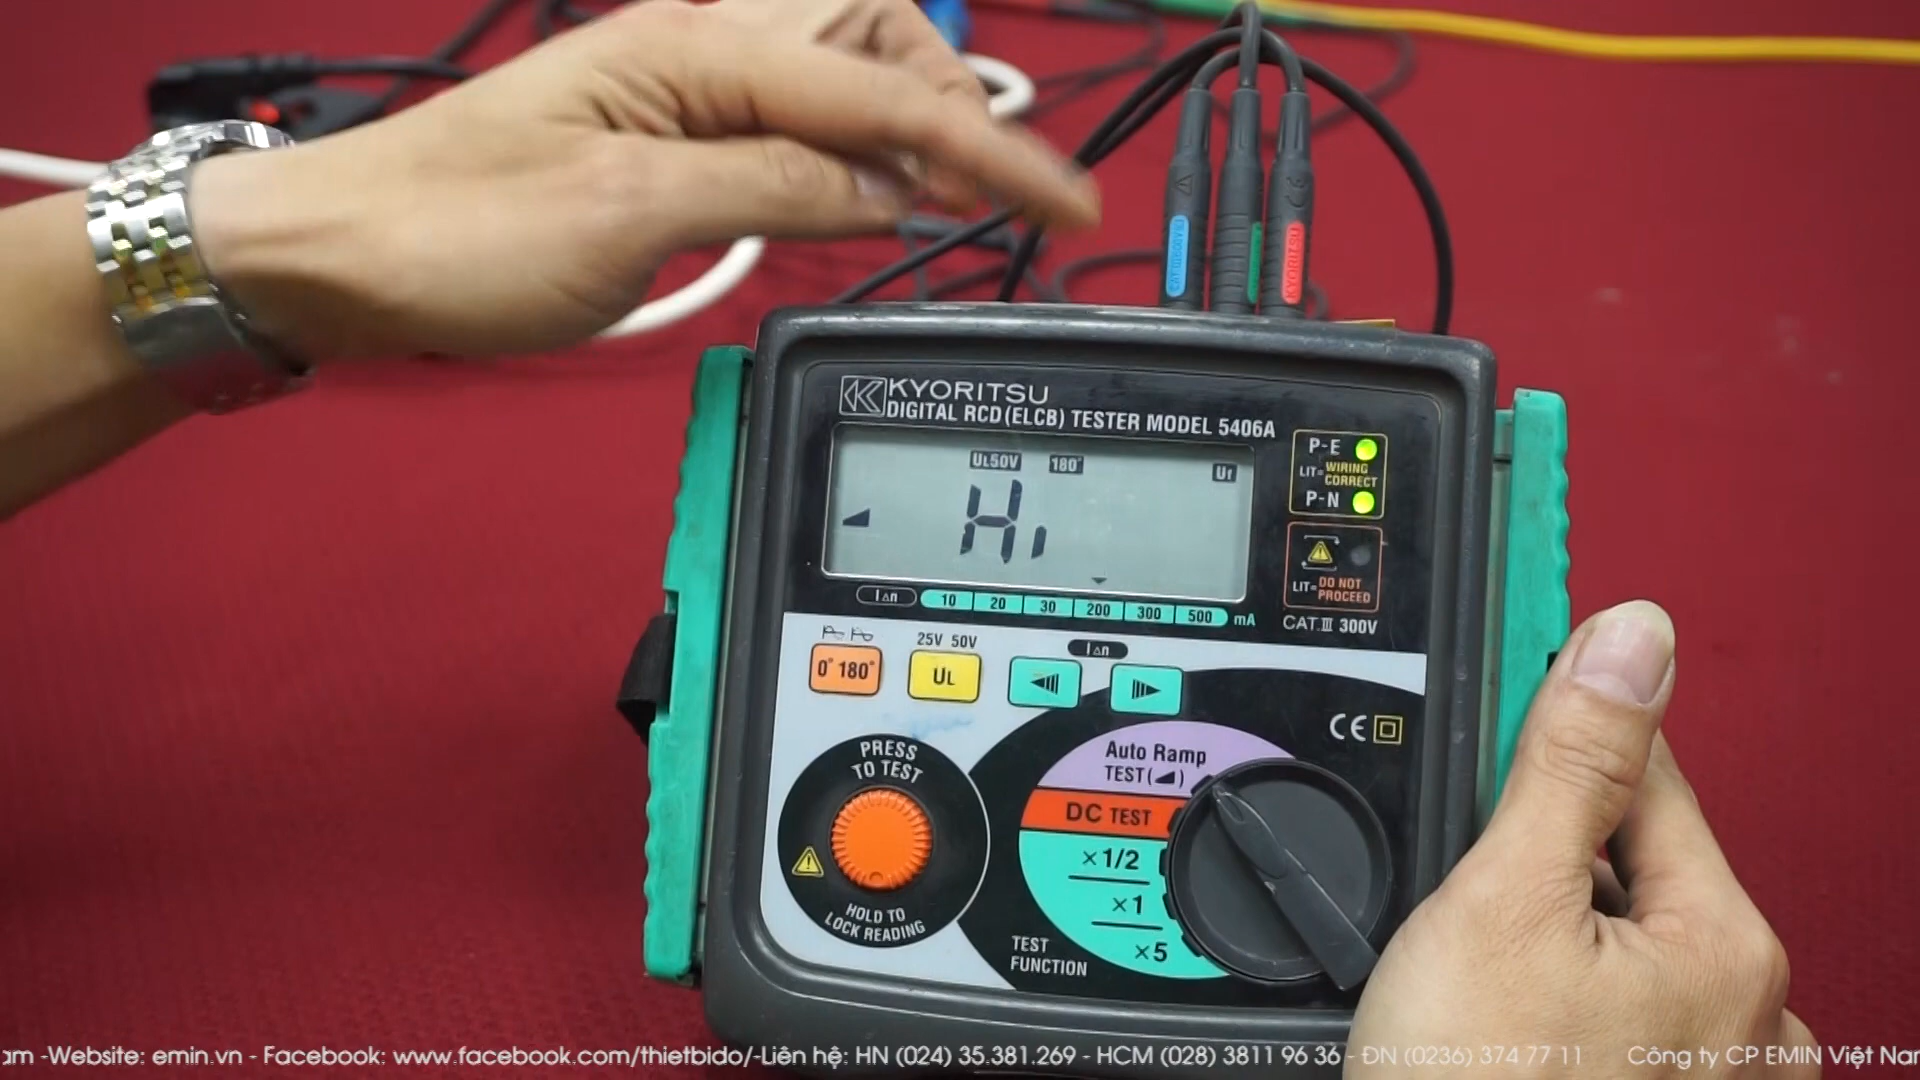 KYORITSU
KYORITSU
DIGITAL RCD (ELCB) TESTER MODEL 5406A
UL50V 180° Ur
Hi
P-E
LIT= WIRING CORRECT
P-N
LIT= DO NOT PROCEED
CAT.III 300V
I△n 10 20 30 200 300 500 mA
25V 50V
I△n
0° 180°
UL
CE
PRESS
TO TEST
HOLD TO
LOCK READING
Auto Ramp
TEST( )
DC TEST
×1/2
×1
×5
TEST
FUNCTION
am -Website: emin.vn - Facebook: www.facebook.com/thietbido/-Liên hệ: HN (024) 35.381.269 - HCM (028) 3811 96 36 - ĐN (0236) 374 77 11 Công ty CP EMIN Việt Nam